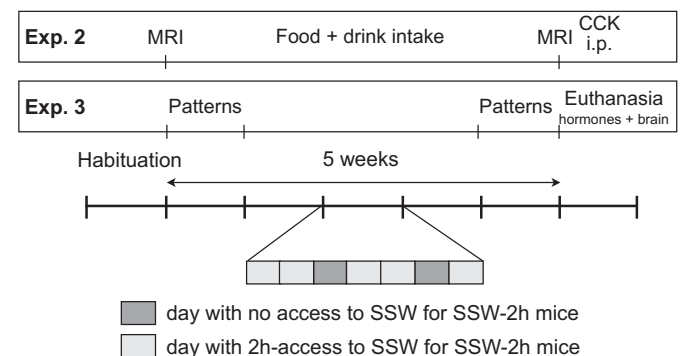 Exp. 2 MRI Food + drink intake MRI CCK i.p.
Exp. 3 Patterns Patterns Euthanasia
hormones + brain
Habituation 5 weeks
day with no access to SSW for SSW-2h mice
day with 2h-access to SSW for SSW-2h mice